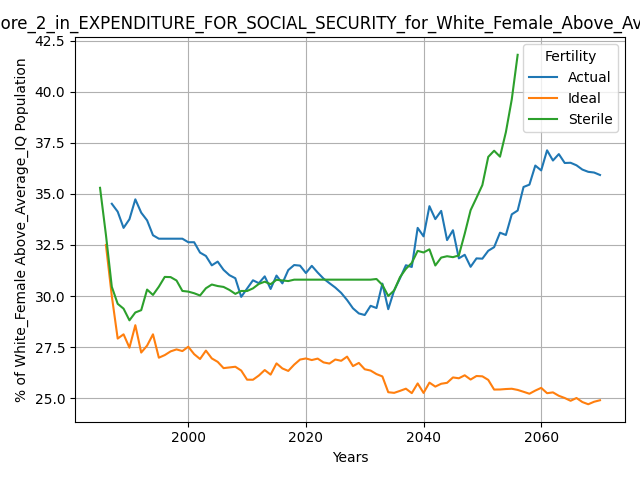 ore_2_in_EXPENDITURE_FOR_SOCIAL_SECURITY_for_White_Female_Above_Av
% of White_Female Above_Average_IQ Population
42.5
40.0
37.5
35.0
32.5
30.0
27.5
25.0
Fertility
Actual
Ideal
Sterile
2000
2020
2040
2060
Years